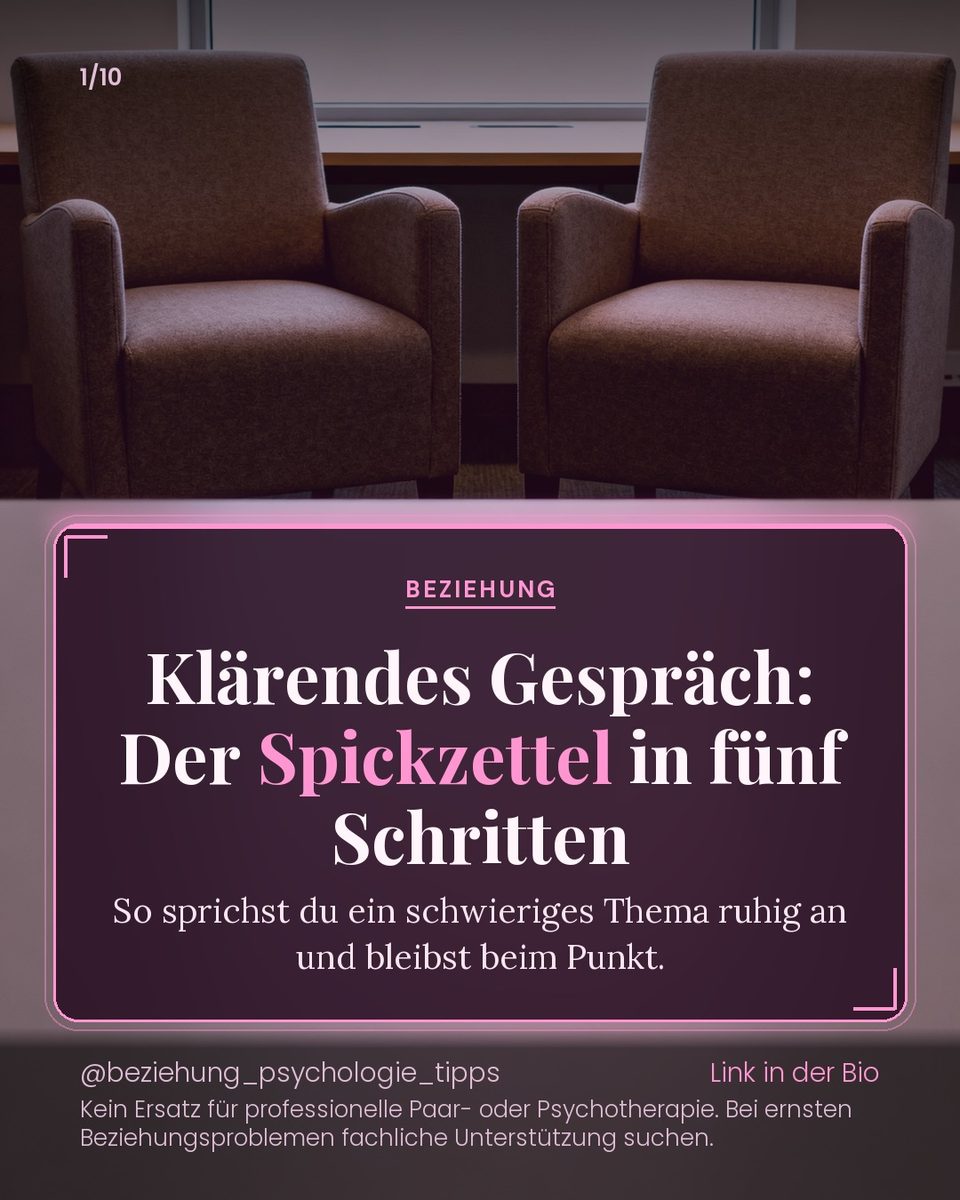 1/10
BEZIEHUNG
Klärendes Gespräch:
Der Spickzettel in fünf
Schritten
So sprichst du ein schwieriges Thema ruhig an
und bleibst beim Punkt.
@beziehung_psychologie_tipps
Link in der Bio
Kein Ersatz für professionelle Paar- oder Psychotherapie. Bei ernsten
Beziehungsproblemen fachliche Unterstützung suchen.